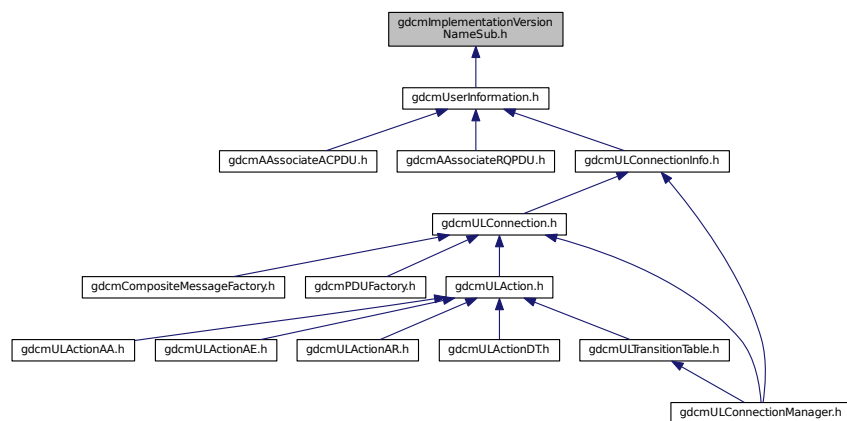 gdcmImplementationVersion
NameSub.h
gdcmUserInformation.h
gdcmAAssociateACPDU.h
gdcmAAssociateRQPDU.h
gdcmULConnectionInfo.h
gdcmULConnection.h
gdcmCompositeMessageFactory.h
gdcmPDUFactory.h
gdcmULAction.h
gdcmULActionAA.h
gdcmULActionAE.h
gdcmULActionAR.h
gdcmULActionDT.h
gdcmULTransitionTable.h
gdcmULConnectionManager.h